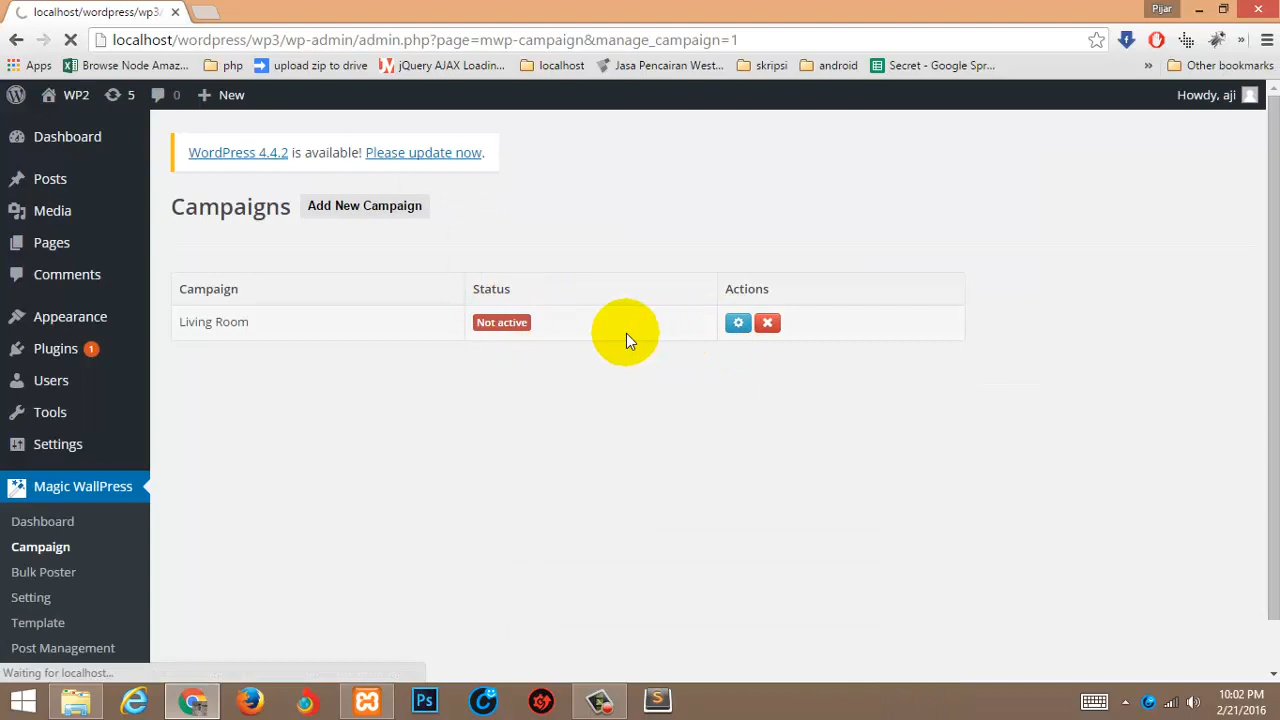 localhost/wordpress/wp3/
Pijar
localhost/wordpress/wp3/wp-admin/admin.php?page=mwp-campaign&manage_campaign=1
Apps Browse Node Amaz... php upload zip to drive jQuery AJAX Loading... localhost Jasa Pencairan West... skripsi android Secret - Google Spr... » Other bookmarks
WP2 5 0 New Howdy, aji
Dashboard
Posts
Media
Pages
Comments
Appearance
Plugins 1
Users
Tools
Settings
Magic WallPress
Dashboard
Campaign
Bulk Poster
Setting
Template
Post Management
WordPress 4.4.2 is available! Please update now.
Campaigns Add New Campaign
Campaign Status Actions
Living Room Not active
Waiting for localhost...
Ps
10:02 PM
2/21/2016